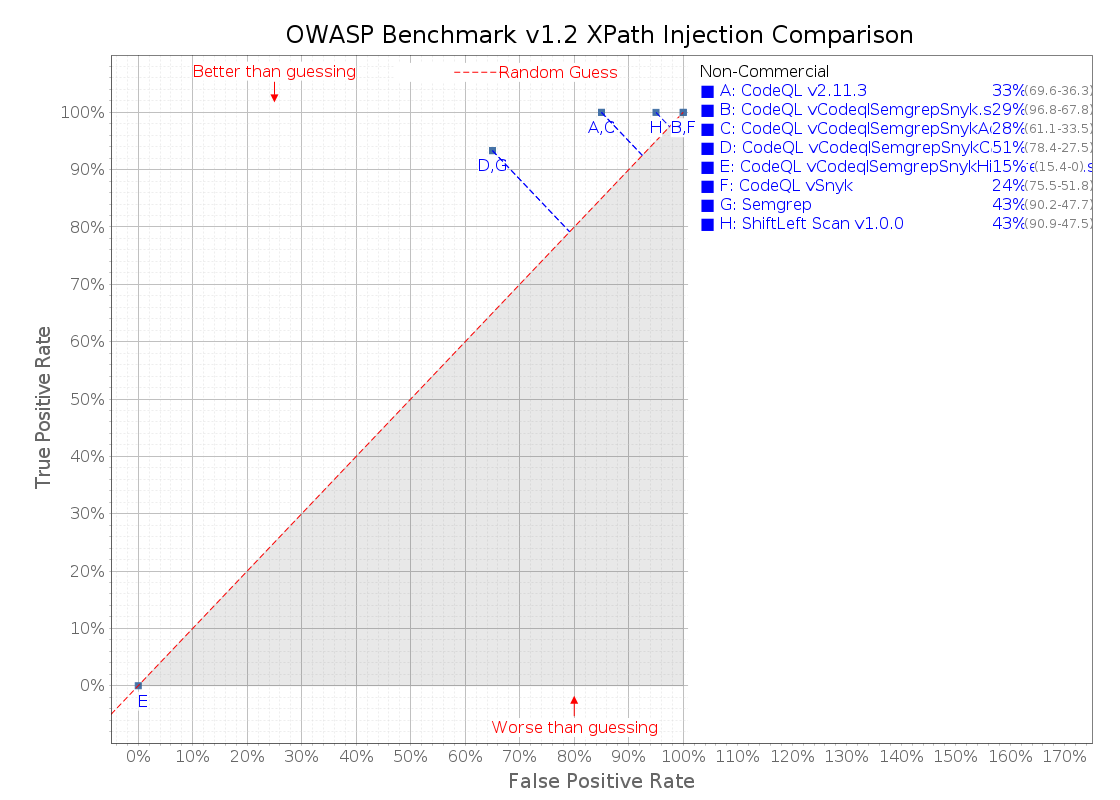 OWASP Benchmark v1.2 XPath Injection Comparison
Better than guessing
Random Guess
Non-Commercial
A: CodeQL v2.11.3 33% (69.6-36.3)
B: CodeQL vCodeqlSemgrepSnyk.s 29% (96.8-67.8)
C: CodeQL vCodeqlSemgrepSnykA 28% (61.1-33.5)
D: CodeQL vCodeqlSemgrepSnykC 51% (78.4-27.5)
E: CodeQL vCodeqlSemgrepSnykHi 15% (15.4-0)
F: CodeQL vSnyk 24% (75.5-51.8)
G: Semgrep 43% (90.2-47.7)
H: ShiftLeft Scan v1.0.0 43% (90.9-47.5)
100%
90%
80%
70%
60%
50%
40%
30%
20%
10%
0%
True Positive Rate
A,C
H
B,F
D,G
E
Worse than guessing
0% 10% 20% 30% 40% 50% 60% 70% 80% 90% 100% 110% 120% 130% 140% 150% 160% 170%
False Positive Rate